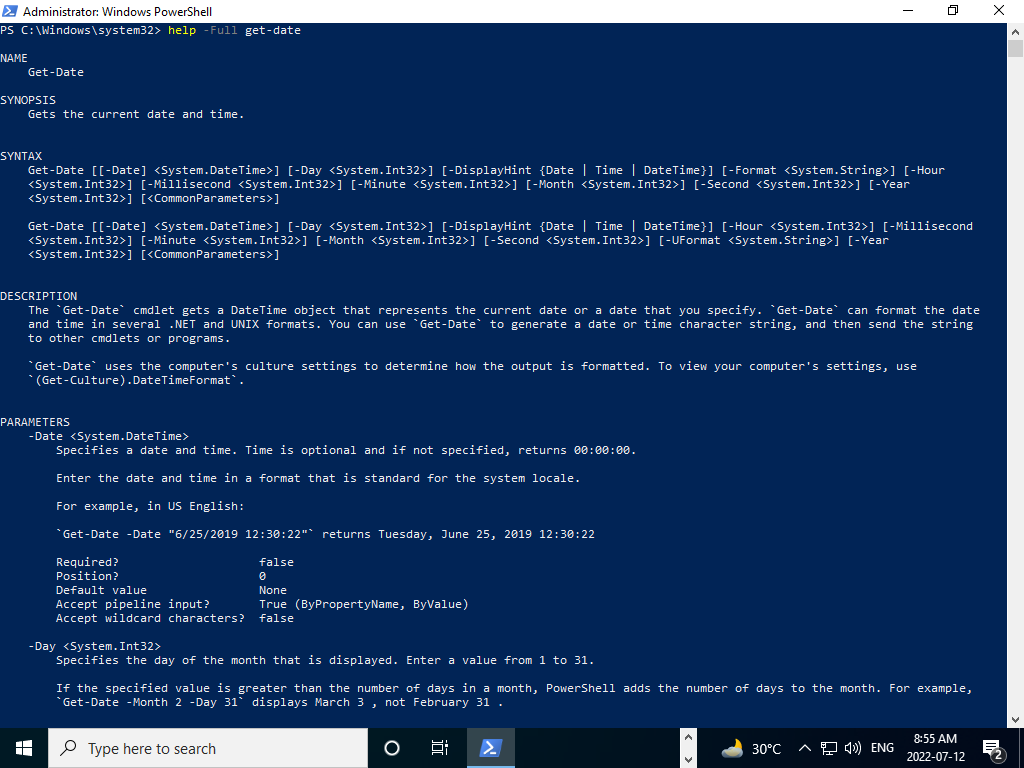 Administrator: Windows PowerShell
PS C:\Windows\system32> help -Full get-date
NAME
Get-Date
SYNOPSIS
Gets the current date and time.
SYNTAX
Get-Date [[-Date] <System.DateTime>] [-Day <System.Int32>] [-DisplayHint {Date | Time | DateTime}] [-Format <System.String>] [-Hour
<System.Int32>] [-Millisecond <System.Int32>] [-Minute <System.Int32>] [-Month <System.Int32>] [-Second <System.Int32>] [-Year
<System.Int32>] [<CommonParameters>]
Get-Date [[-Date] <System.DateTime>] [-Day <System.Int32>] [-DisplayHint {Date | Time | DateTime}] [-Hour <System.Int32>] [-Millisecond
<System.Int32>] [-Minute <System.Int32>] [-Month <System.Int32>] [-Second <System.Int32>] [-UFormat <System.String>] [-Year
<System.Int32>] [<CommonParameters>]
DESCRIPTION
The `Get-Date` cmdlet gets a DateTime object that represents the current date or a date that you specify. `Get-Date` can format the date
and time in several .NET and UNIX formats. You can use `Get-Date` to generate a date or time character string, and then send the string
to other cmdlets or programs.
`Get-Date` uses the computer's culture settings to determine how the output is formatted. To view your computer's settings, use
`(Get-Culture).DateTimeFormat`.
PARAMETERS
-Date <System.DateTime>
Specifies a date and time. Time is optional and if not specified, returns 00:00:00.
Enter the date and time in a format that is standard for the system locale.
For example, in US English:
`Get-Date -Date "6/25/2019 12:30:22"` returns Tuesday, June 25, 2019 12:30:22
Required? false
Position? 0
Default value None
Accept pipeline input? True (ByPropertyName, ByValue)
Accept wildcard characters? false
-Day <System.Int32>
Specifies the day of the month that is displayed. Enter a value from 1 to 31.
If the specified value is greater than the number of days in a month, PowerShell adds the number of days to the month. For example,
`Get-Date -Month 2 -Day 31` displays March 3 , not February 31 .
Type here to search
30°C
ENG
8:55 AM
2022-07-12
2